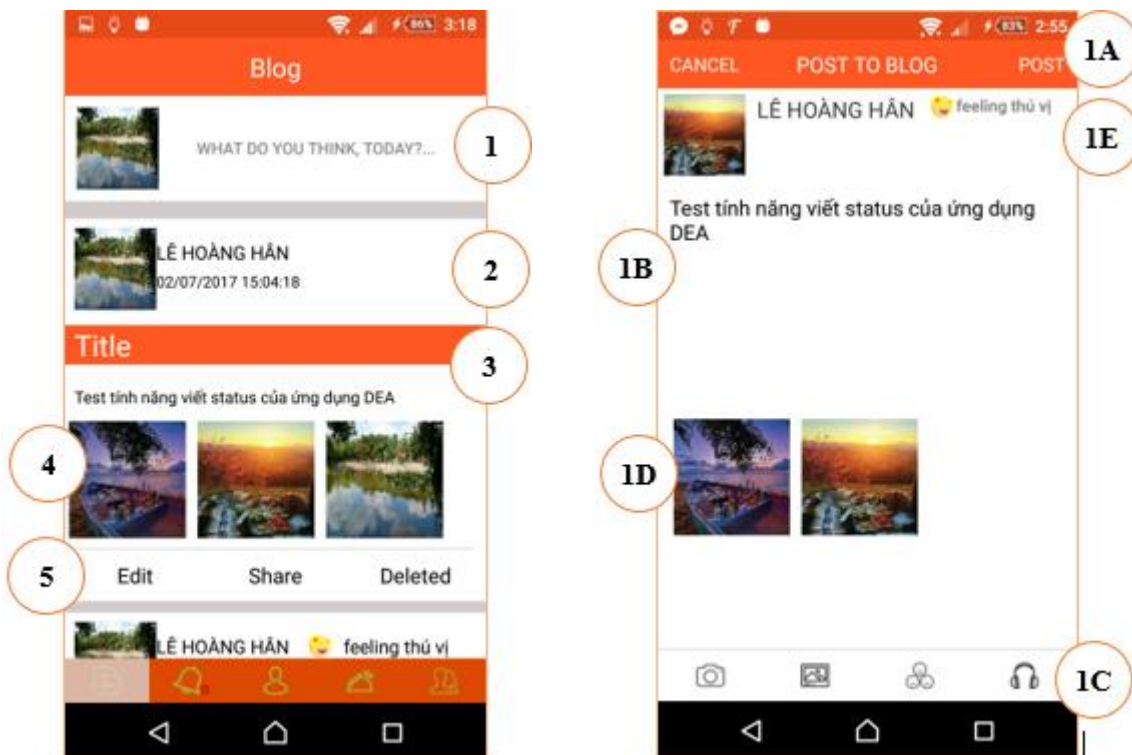 86% 3:18
Blog
WHAT DO YOU THINK, TODAY?...
1
LÊ HOÀNG HÂN
02/07/2017 15:04:18
2
Title
3
Test tính năng viết status của ứng dụng DEA
4
5
Edit Share Deleted
LÊ HOÀNG HÂN feeling thú vị
83% 2:55
1A
CANCEL POST TO BLOG POST
LÊ HOÀNG HÂN feeling thú vị
1E
Test tính năng viết status của ứng dụng
DEA
1B
1D
1C